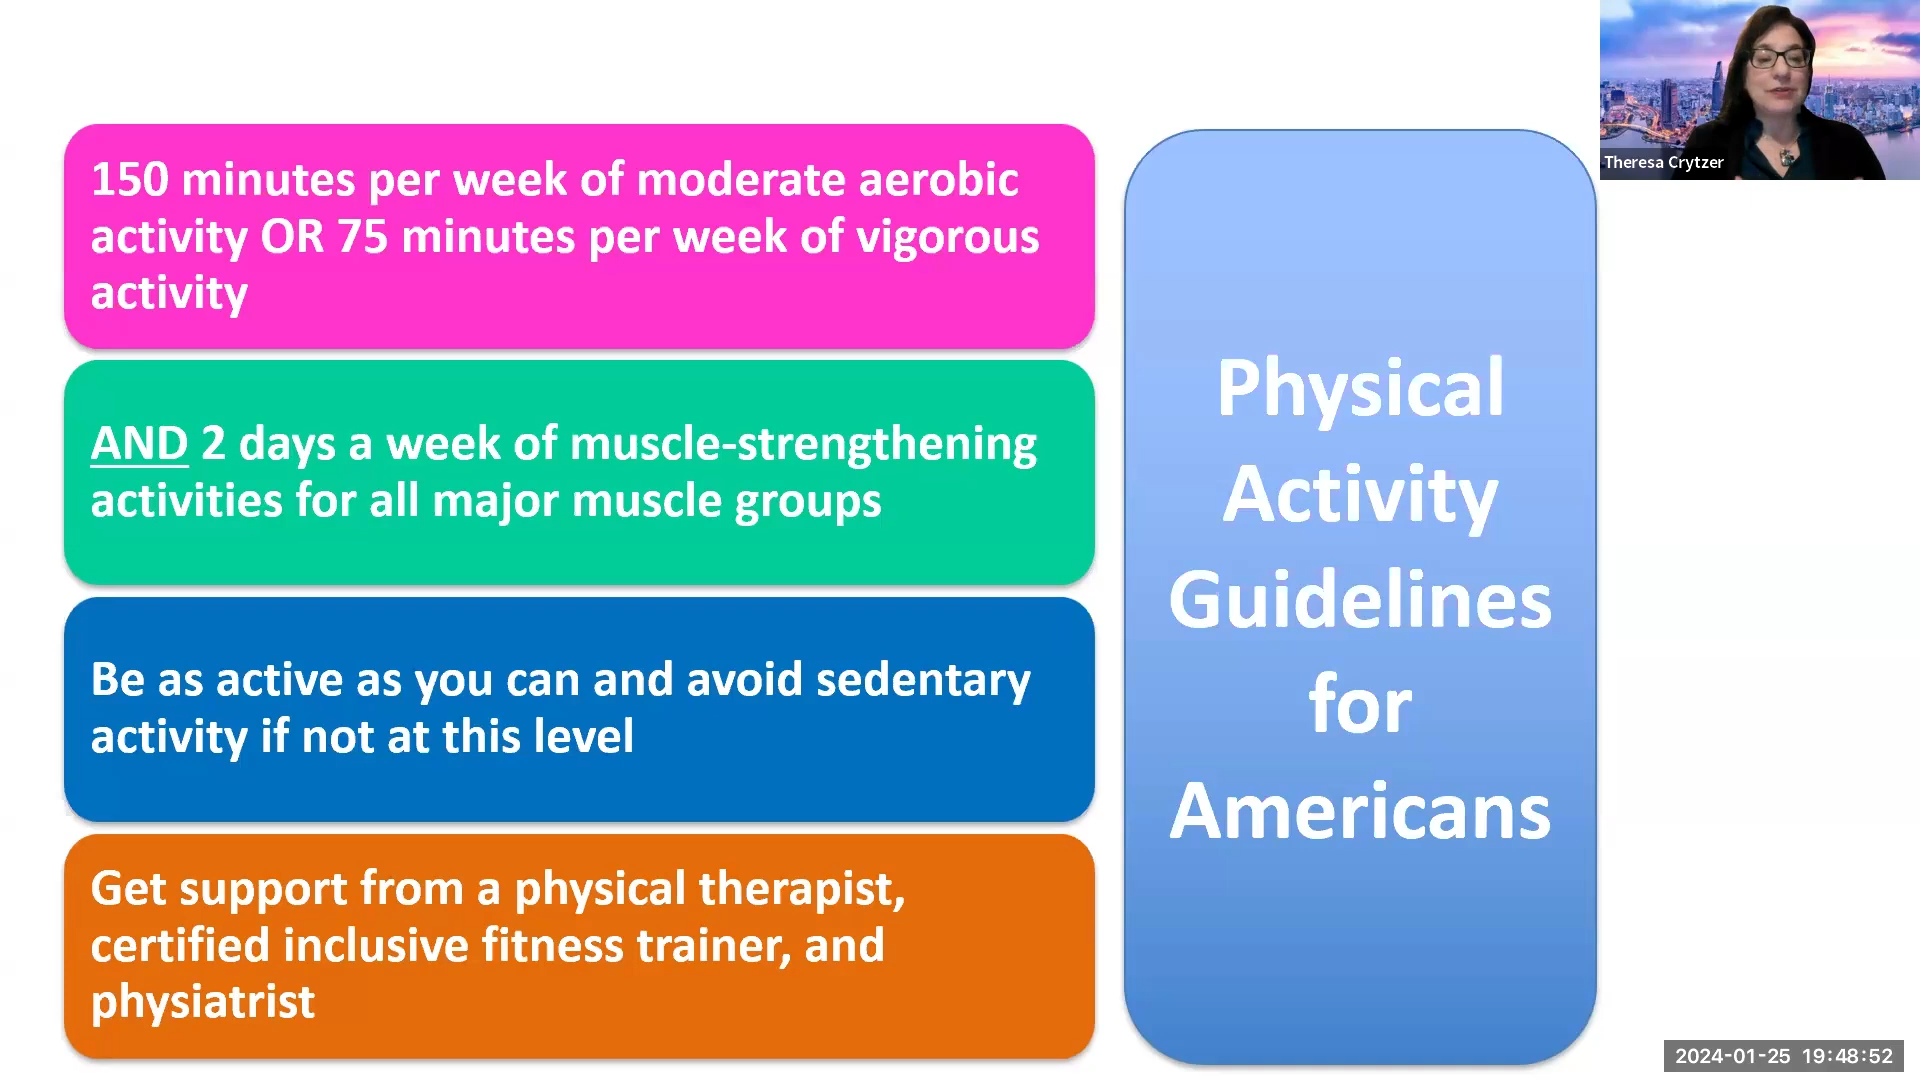 150 minutes per week of moderate aerobic
activity OR 75 minutes per week of vigorous
activity
AND 2 days a week of muscle-strengthening
activities for all major muscle groups
Be as active as you can and avoid sedentary
activity if not at this level
Get support from a physical therapist,
certified inclusive fitness trainer, and
physiatrist
Physical
Activity
Guidelines
for
Americans
Theresa Crytzer
2024-01-25 19:48:52